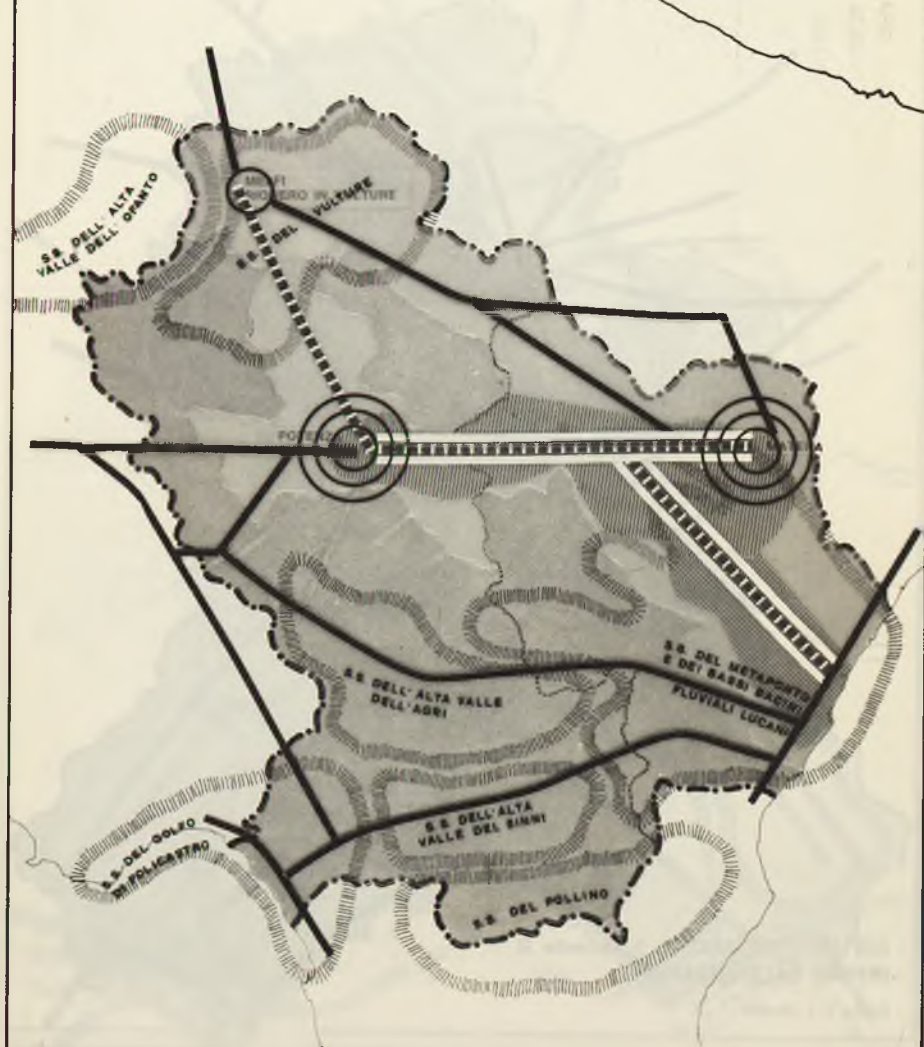 MELFI
RIONERO IN VULTURE
S.S. DEL VULTURE
S.S. DELL'ALTA
VALLE DELL'OFANTO
POTENZA
S.S. DEL METAPONTO
E DEI BASSI BACINI
FLUVIALI LUCANI
S.S. DELL'ALTA VALLE
DELL'AGRI
S.S. DELL'ALTA
VALLE DEL SINNI
S.S. DEL GOLFO
DI POLICASTRO
S.S. DEL POLLINO